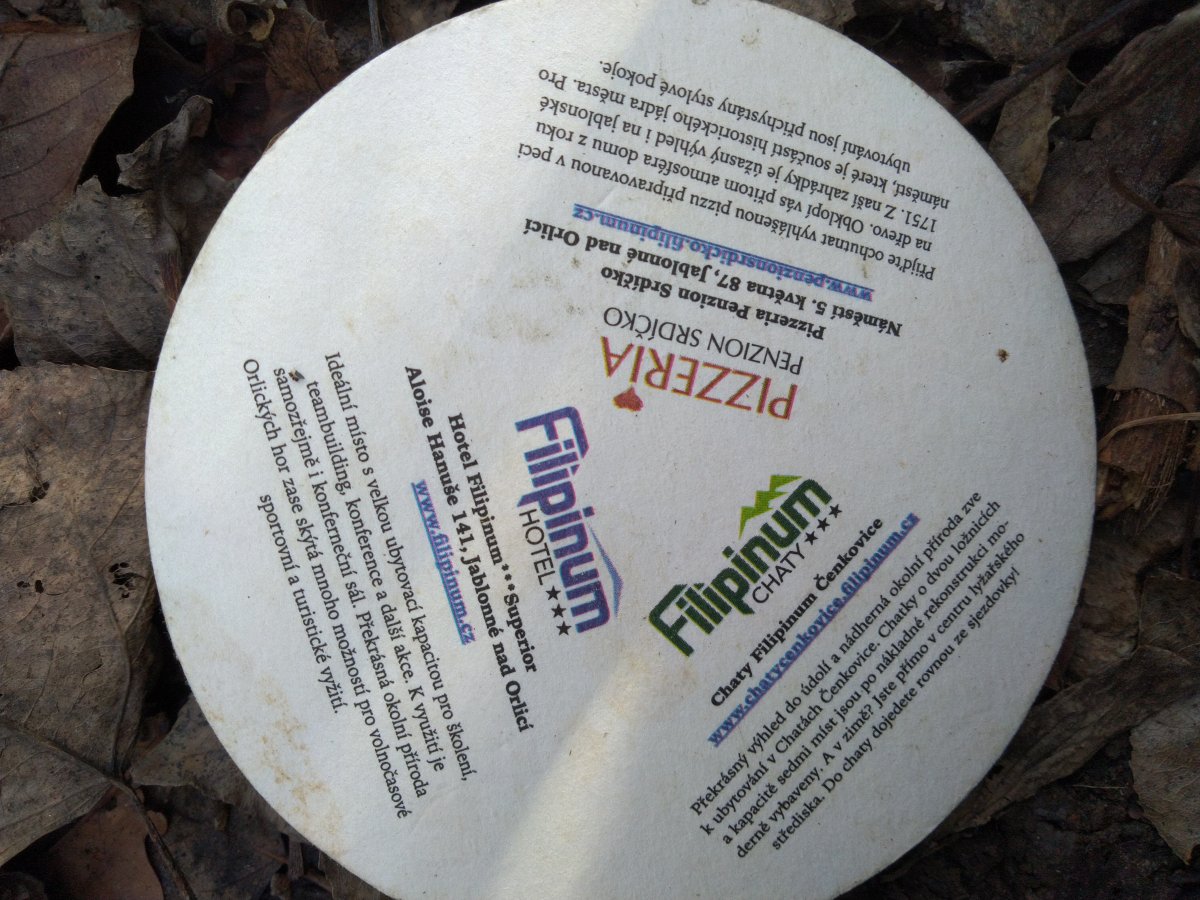 PIZZERIA
PENZION SRDÍČKO
Pizzeria Penzion Srdíčko
Náměstí 5. května 87, Jablonné nad Orlicí
www.penzionsrdicko.filipinum.cz
Přijďte ochutnat vyhlášenou pizzu připravovanou v peci
na dřevo. Obklopí vás přitom atmosféra domu z roku
1751. Z naší zahrádky je úžasný výhled i na jablonské
náměstí, které je součástí historického jádra města. Pro
ubytování jsou přichystány stylové pokoje.
Filipinum
HOTEL ★★★
Hotel Filipinum***Superior
Aloise Hanuše 141, Jablonné nad Orlicí
www.filipinum.cz
Ideální místo s velkou ubytovací kapacitou pro školení,
teambuilding, konference a další akce. K využití je
samozřejmě i konferneční sál. Překrásná okolní příroda
Orlických hor zase skýtá mnoho možností pro volnočasové
sportovní a turistické vyžití.
Filipinum
CHATY ★★★
Chaty Filipinum Čenkovice
www.chatycenkovice.filipinum.cz
Překrásný výhled do údolí a nádherná okolní příroda zve
k ubytování v Chatách Čenkovice. Chatky o dvou ložnicích
a kapacitě sedmi míst jsou po nákladné rekonstrukci mo-
derně vybaveny. A v zimě? Jste přímo v centru lyžařského
střediska. Do chaty dojedete rovnou ze sjezdovky!